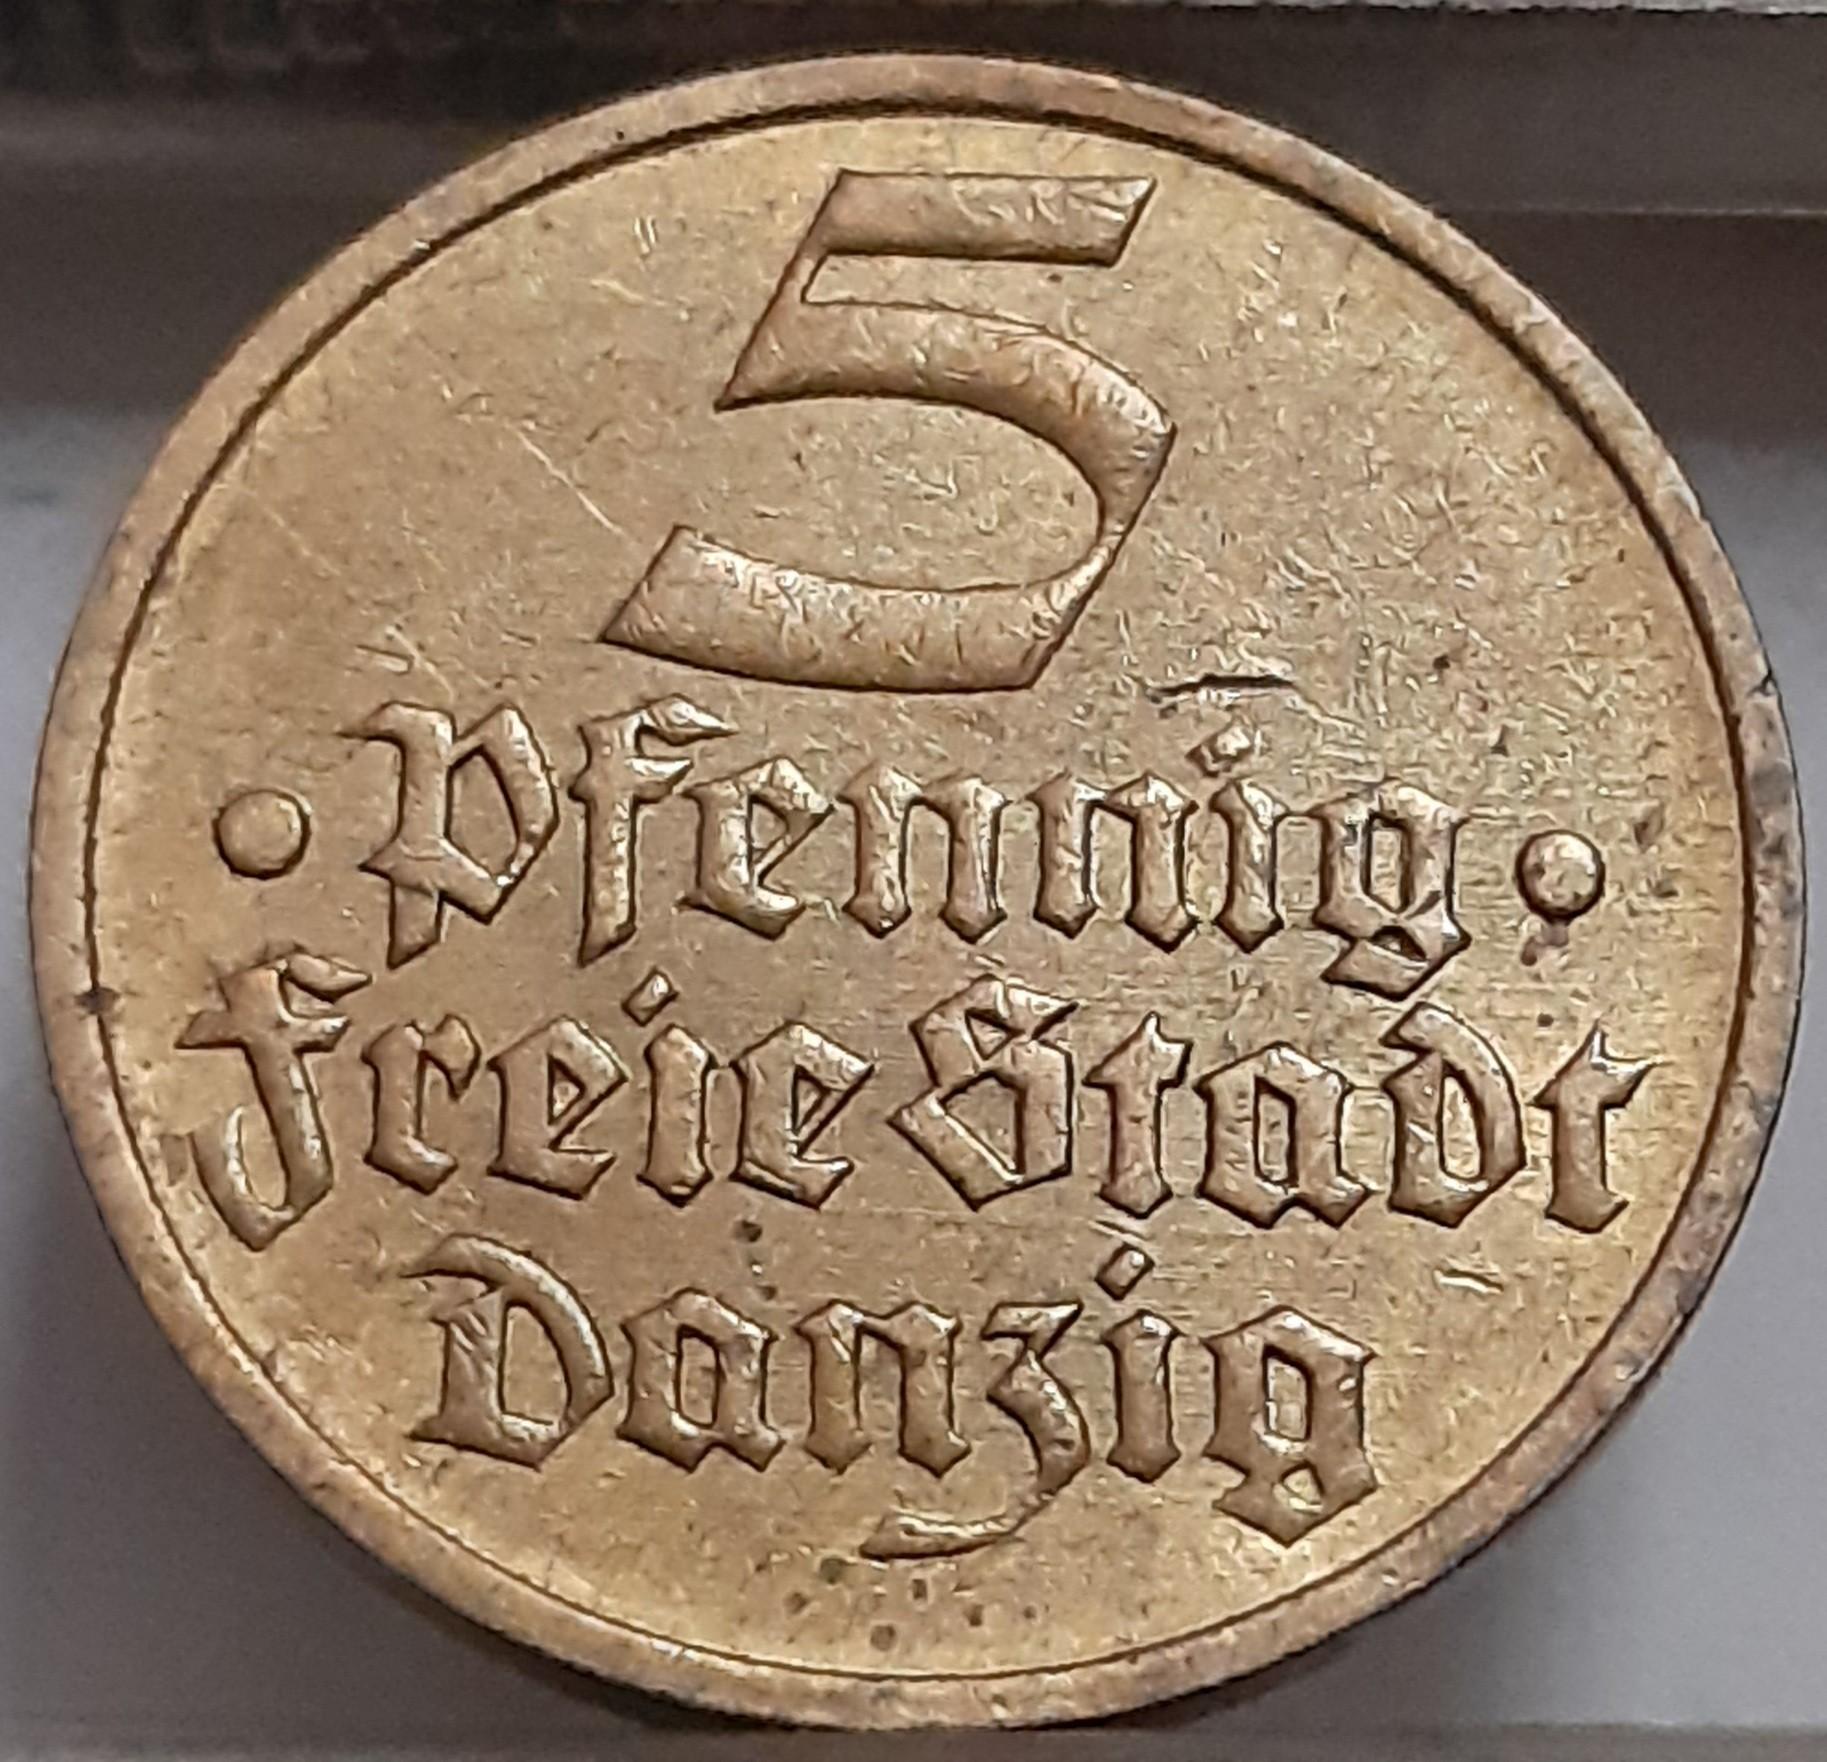 5
· Pfennig ·
Freie Stadt
Danzig